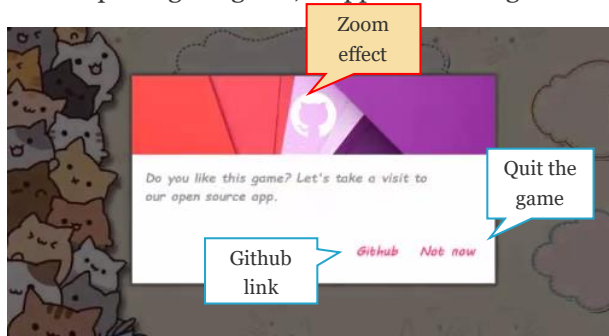 Zoom
effect
Do you like this game? Let's take a visit to
our open source app.
Quit the
game
Github
link
Github Not now